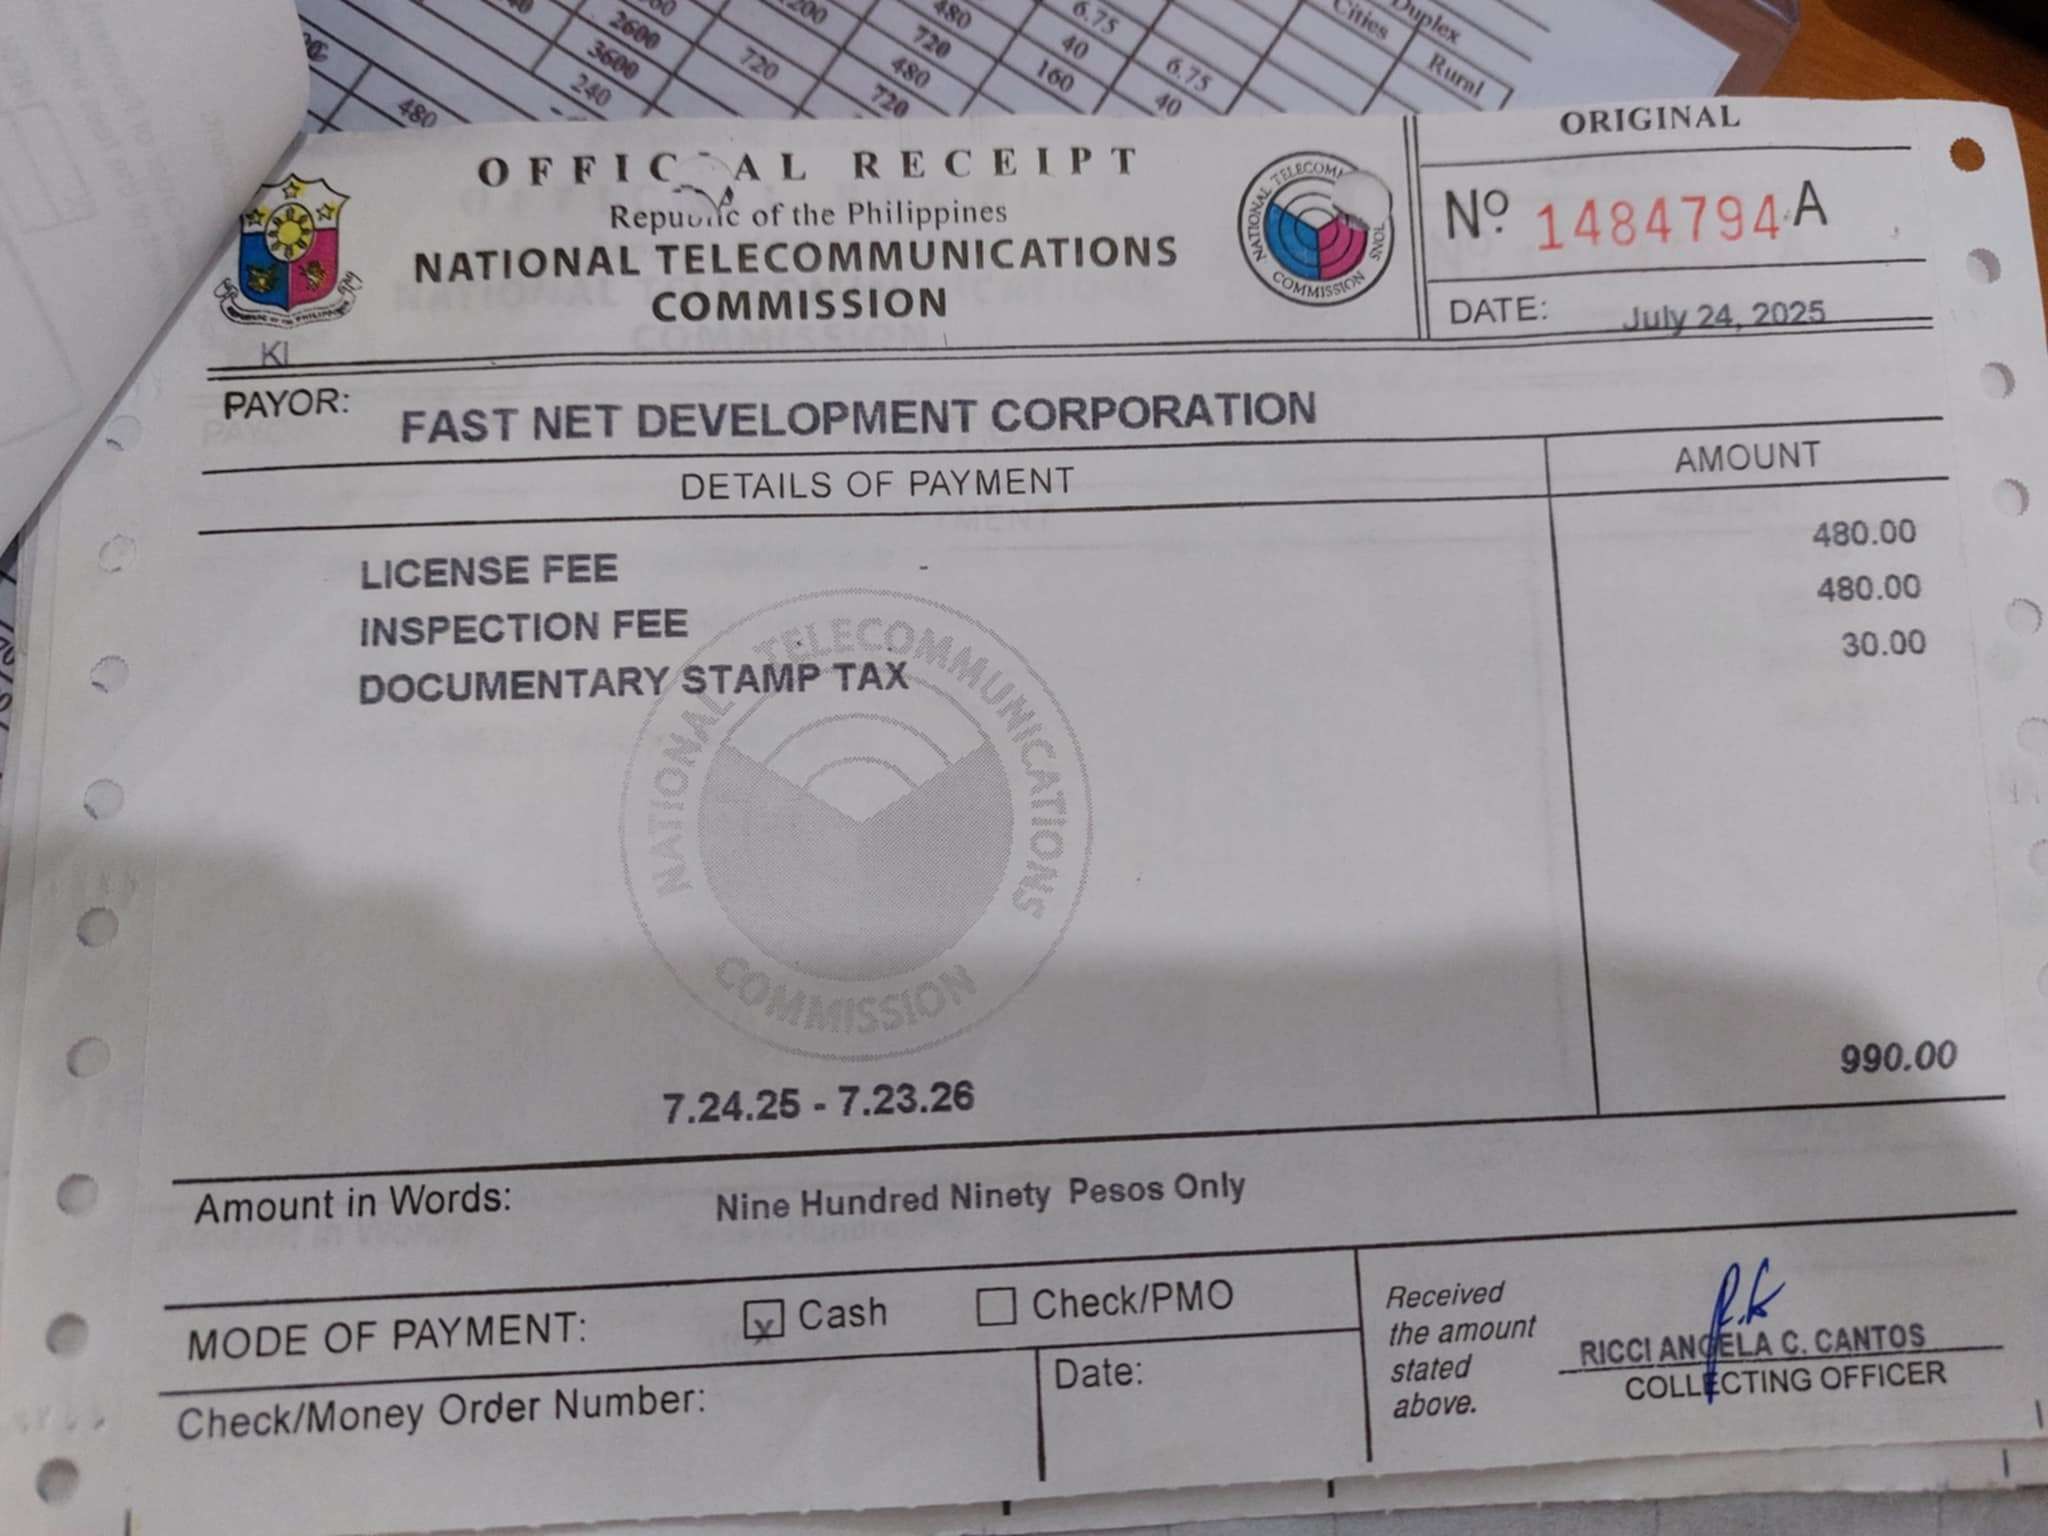 2600
480
6.75
Cities
Duplex
3600
720
720
40
Rural
240
480
160
6.75
480
720
40
OFFICIAL RECEIPT
Republic of the Philippines
NATIONAL TELECOMMUNICATIONS
COMMISSION
NATIONAL TELECOMMUNICATIONS COMMISSION
ORIGINAL
Nº 1484794 A
DATE: July 24, 2025
KI
PAYOR: FAST NET DEVELOPMENT CORPORATION
DETAILS OF PAYMENT AMOUNT
LICENSE FEE 480.00
INSPECTION FEE 480.00
DOCUMENTARY STAMP TAX 30.00
NATIONAL TELECOMMUNICATIONS
COMMISSION
990.00
7.24.25 - 7.23.26
Amount in Words: Nine Hundred Ninety Pesos Only
MODE OF PAYMENT: x Cash Check/PMO
Check/Money Order Number: Date:
Received
the amount
stated
above.
RICCI ANGELA C. CANTOS
COLLECTING OFFICER